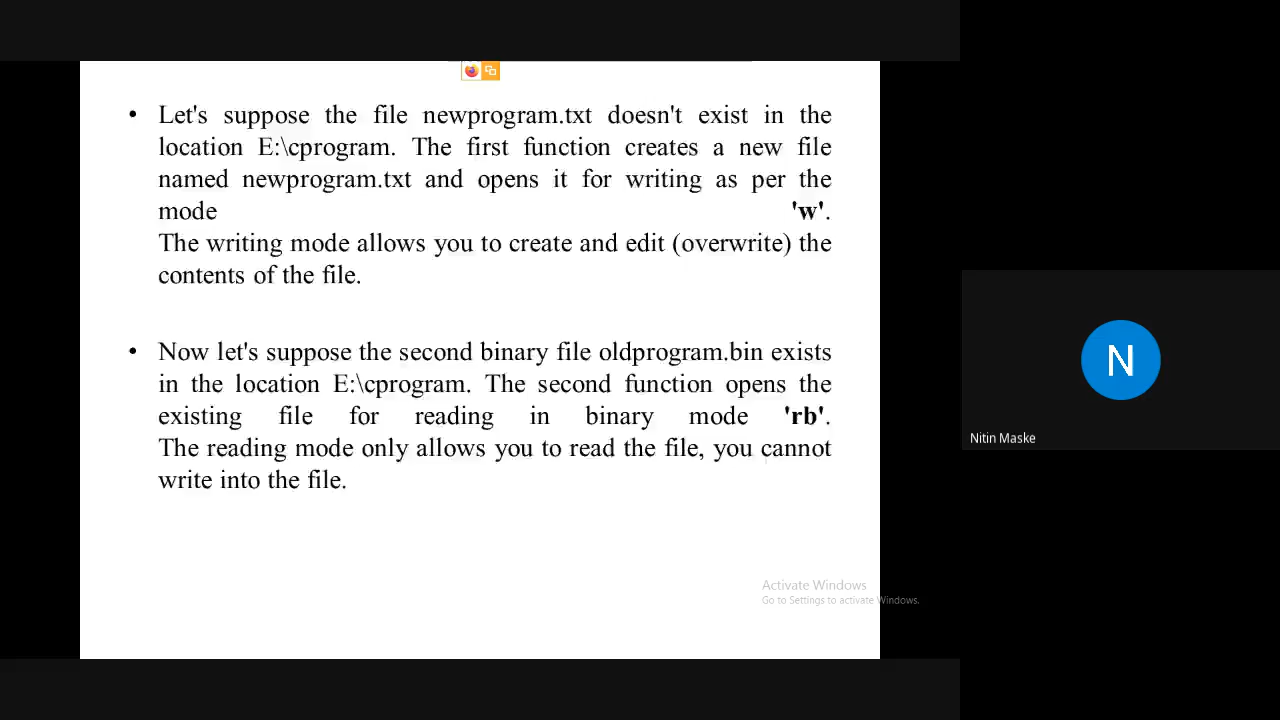 • Let's suppose the file newprogram.txt doesn't exist in the
location E:\cprogram. The first function creates a new file
named newprogram.txt and opens it for writing as per the
mode 'w'.
The writing mode allows you to create and edit (overwrite) the
contents of the file.
• Now let's suppose the second binary file oldprogram.bin exists
in the location E:\cprogram. The second function opens the
existing file for reading in binary mode 'rb'.
The reading mode only allows you to read the file, you cannot
write into the file.
Activate Windows
Go to Settings to activate Windows.
N
Nitin Maske